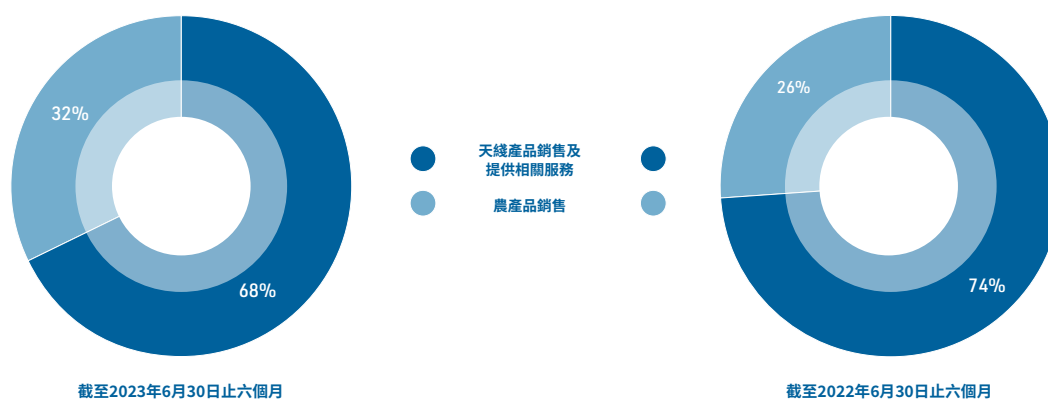 32%
68%
截至2023年6月30日止六個月
天綫產品銷售及
提供相關服務
農產品銷售
26%
74%
截至2022年6月30日止六個月